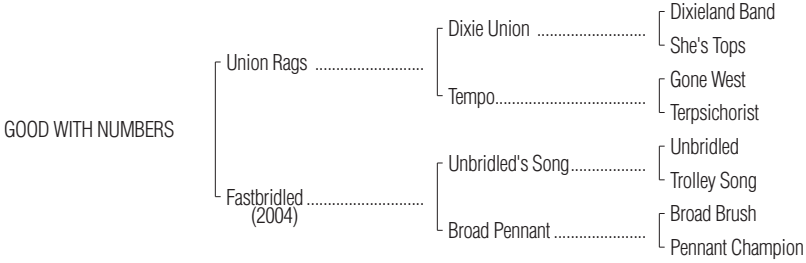 Dixieland Band
Dixie Union ..........................
She's Tops
Union Rags ..........................
Gone West
Tempo....................................
Terpsichorist
GOOD WITH NUMBERS
Unbridled
Unbridled's Song..................
Trolley Song
Fastbridled ............................
(2004)
Broad Brush
Broad Pennant ......................
Pennant Champion